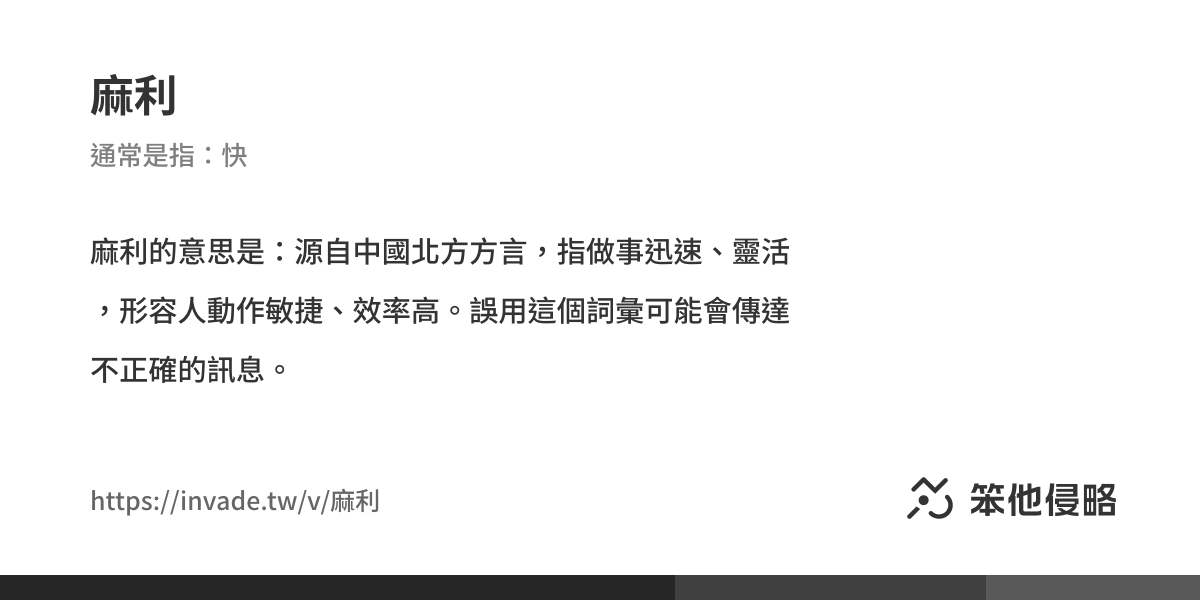 麻利
通常是指：快
麻利的意思是：源自中國北方方言，指做事迅速、靈活
，形容人動作敏捷、效率高。誤用這個詞彙可能會傳達
不正確的訊息。
https://invade.tw/v/麻利
笨他侵略